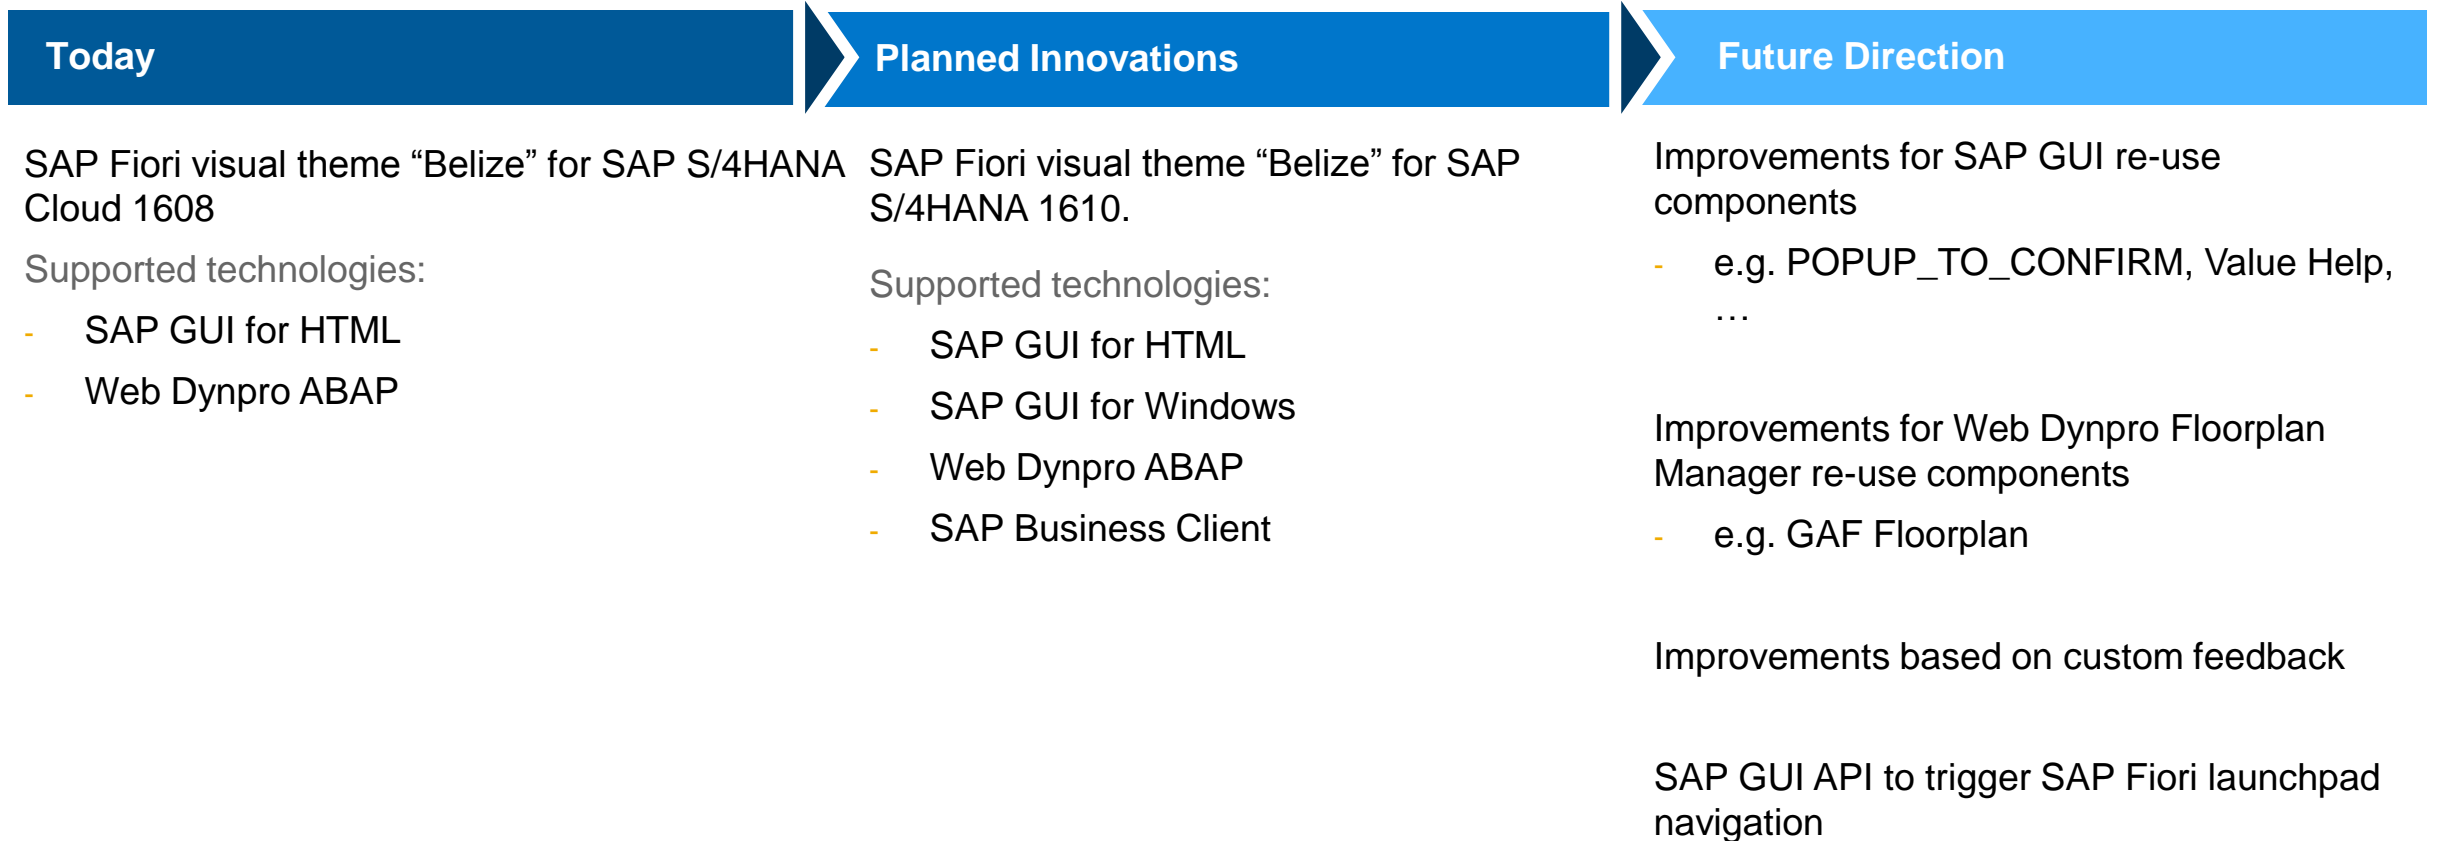 Today
SAP Fiori visual theme “Belize” for SAP S/4HANA
Cloud 1608
Supported technologies:
- SAP GUI for HTML
- Web Dynpro ABAP
Planned Innovations
SAP Fiori visual theme “Belize” for SAP
S/4HANA 1610.
Supported technologies:
- SAP GUI for HTML
- SAP GUI for Windows
- Web Dynpro ABAP
- SAP Business Client
Future Direction
Improvements for SAP GUI re-use
components
- e.g. POPUP_TO_CONFIRM, Value Help,
…
Improvements for Web Dynpro Floorplan
Manager re-use components
- e.g. GAF Floorplan
Improvements based on custom feedback
SAP GUI API to trigger SAP Fiori launchpad
navigation